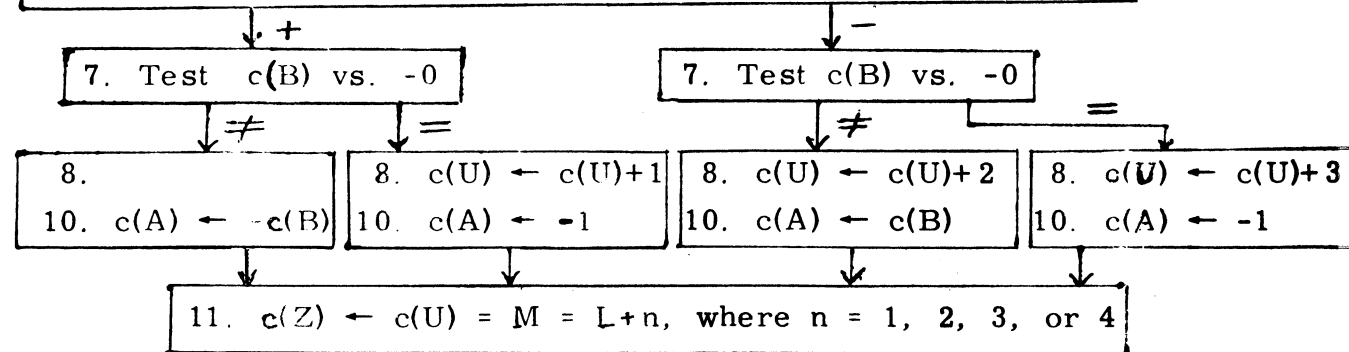 +
−
7. Test c(B) vs. -0
7. Test c(B) vs. -0
≠
=
≠
=
8.
10. c(A) ← -c(B)
8. c(U) ← c(U)+1
10. c(A) ← -1
8. c(U) ← c(U)+2
10. c(A) ← c(B)
8. c(U) ← c(U)+3
10. c(A) ← -1
11. c(Z) ← c(U) = M = L+n, where n = 1, 2, 3, or 4